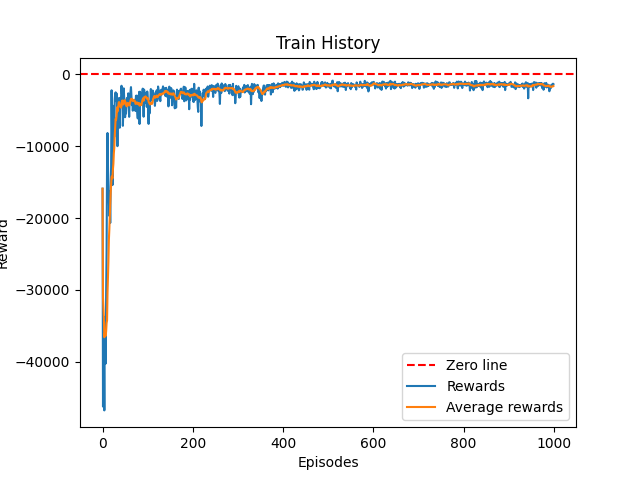 Train History
0
−10000
−20000
−30000
−40000
Reward
0
200
400
600
800
1000
Episodes
Zero line
Rewards
Average rewards